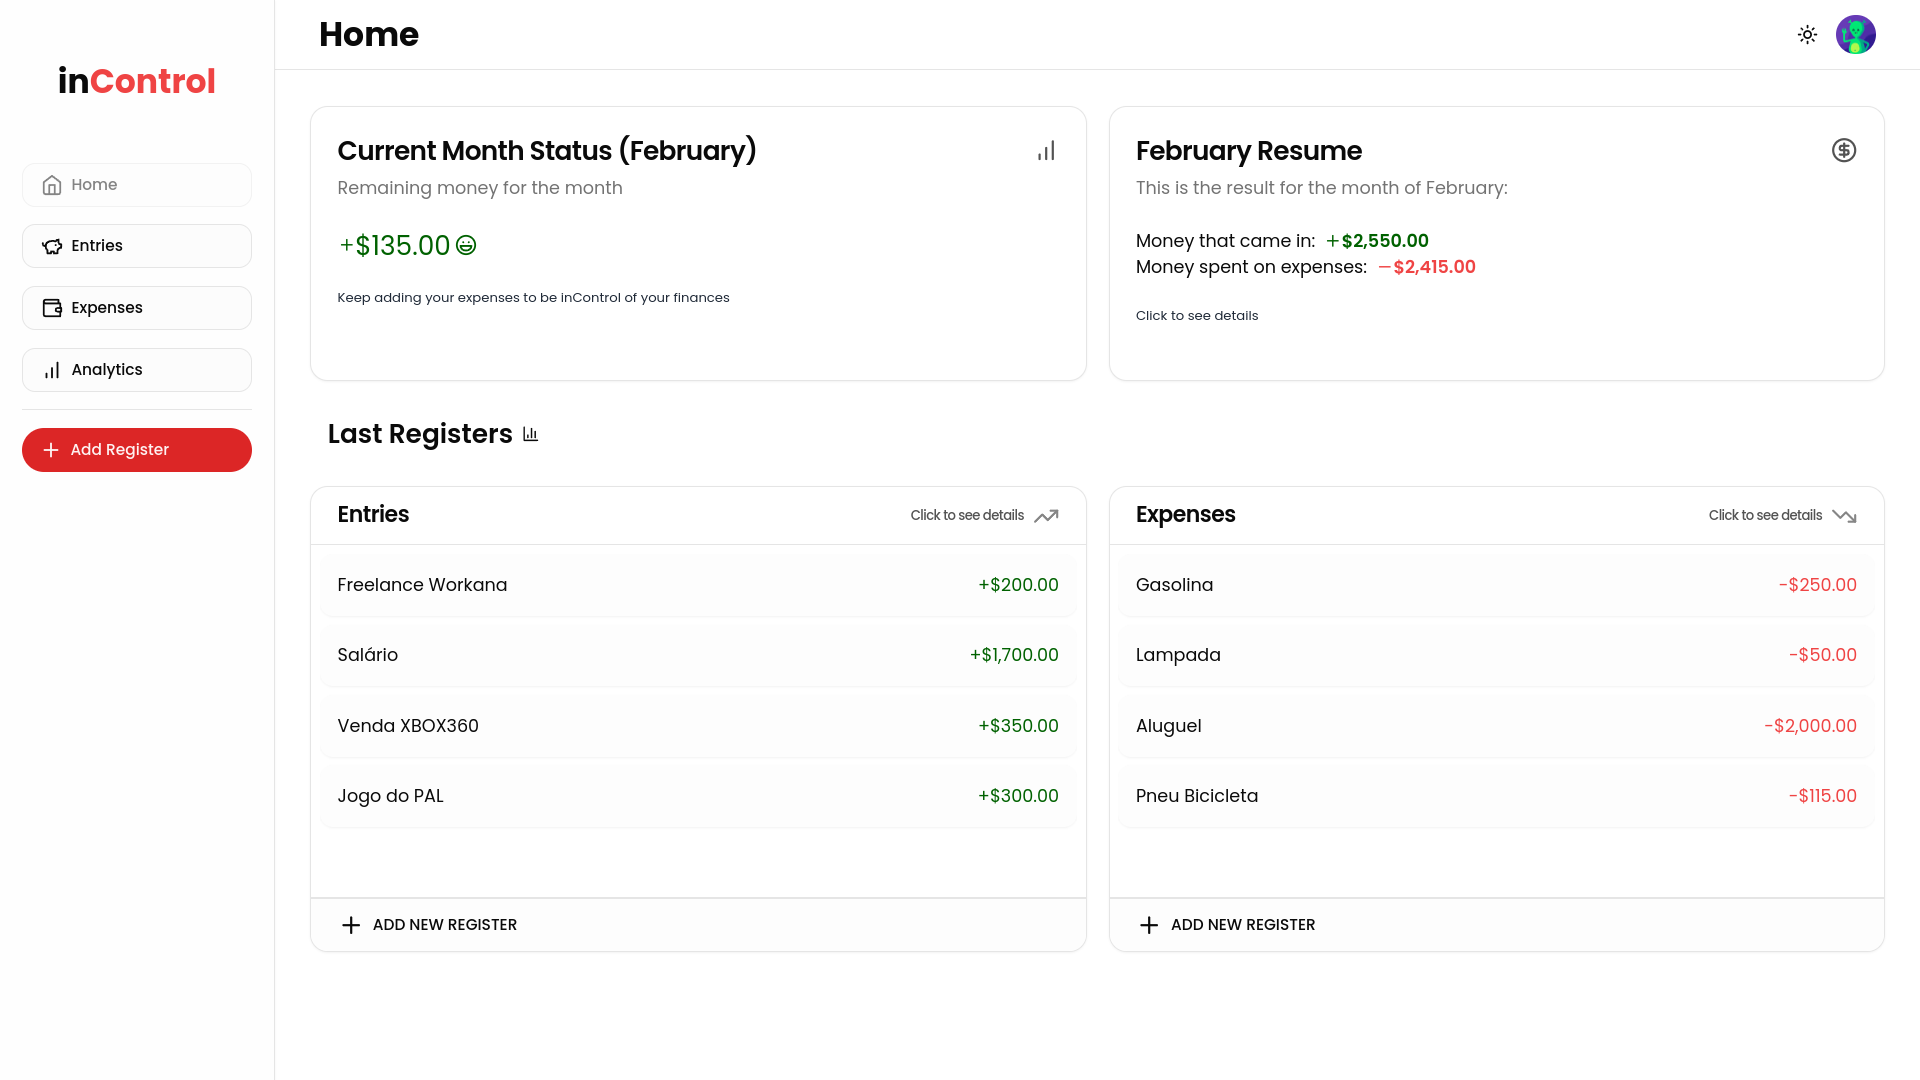 inControl
Home
Entries
Expenses
Analytics
Add Register
Home
Current Month Status (February)
Remaining money for the month
+$135.00
Keep adding your expenses to be inControl of your finances
February Resume
This is the result for the month of February:
Money that came in: +$2,550.00
Money spent on expenses: −$2,415.00
Click to see details
Last Registers
Entries
Click to see details
Freelance Workana +$200.00
Salário +$1,700.00
Venda XBOX360 +$350.00
Jogo do PAL +$300.00
ADD NEW REGISTER
Expenses
Click to see details
Gasolina -$250.00
Lampada -$50.00
Aluguel -$2,000.00
Pneu Bicicleta -$115.00
ADD NEW REGISTER